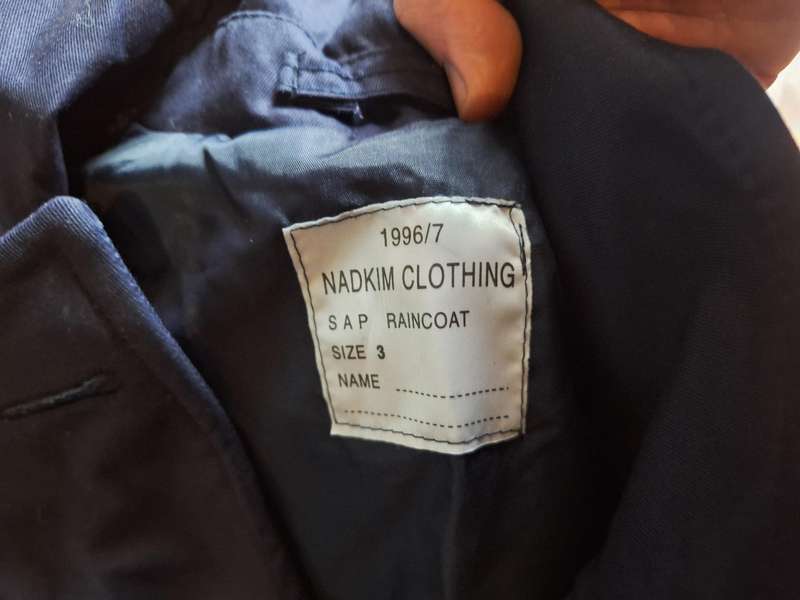 1996/7
NADKIM CLOTHING
S A P RAINCOAT
SIZE 3
NAME